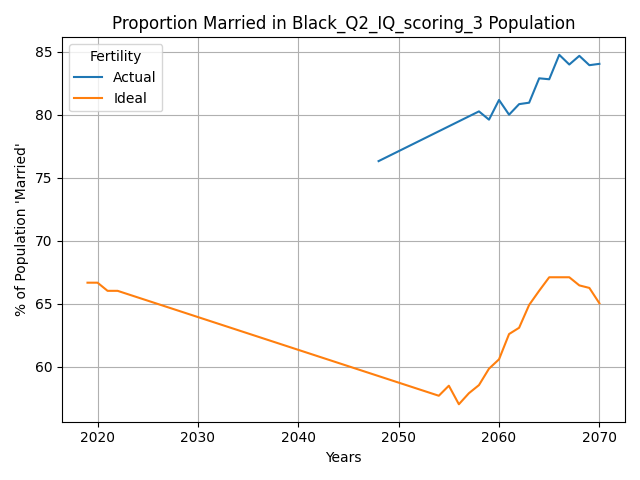 Proportion Married in Black_Q2_IQ_scoring_3 Population
Fertility
Actual
Ideal
% of Population 'Married'
85
80
75
70
65
60
2020
2030
2040
2050
2060
2070
Years